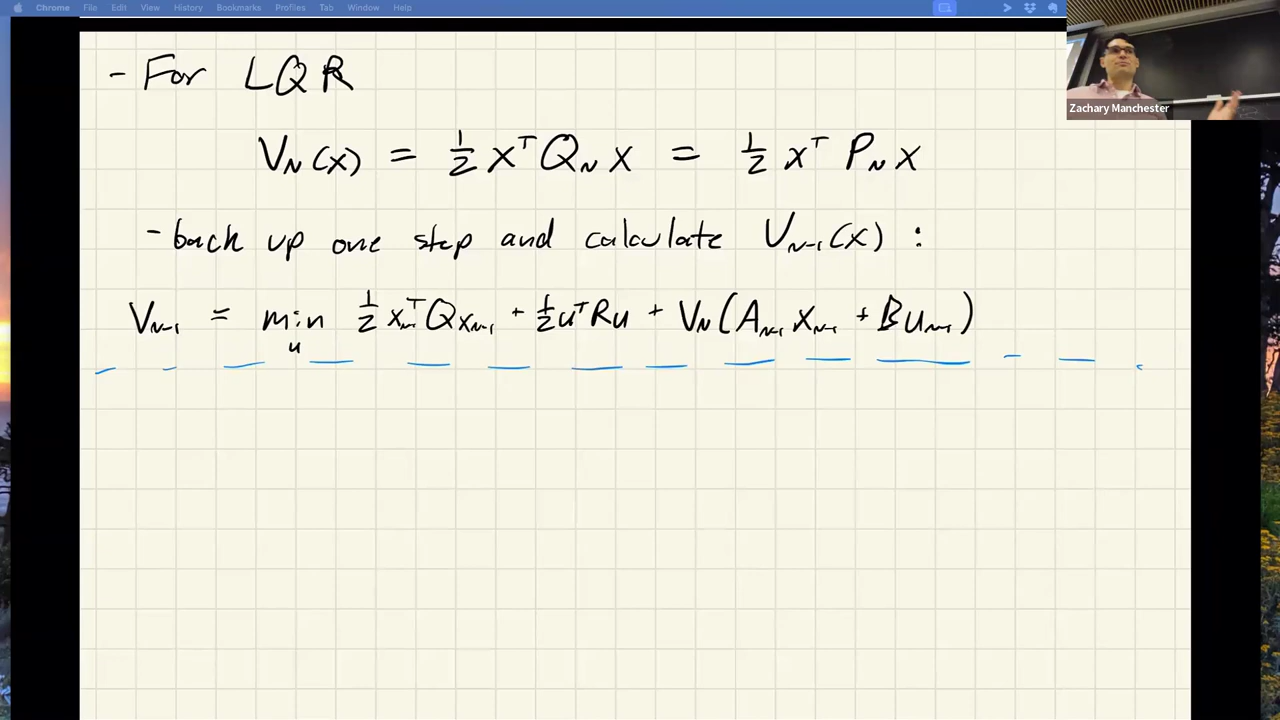 Chrome File Edit View History Bookmarks Profiles Tab Window Help
Zachary Manchester
- For LQR
V_N(x) = 1/2 x^T Q_N x = 1/2 x^T P_N x
- back up one step and calculate V_{N-1}(x) :
V_{N-1} = min_u 1/2 x_{N-1}^T Q x_{N-1} + 1/2 u^T R u + V_N(A_{N-1} x_{N-1} + B u_{N-1})